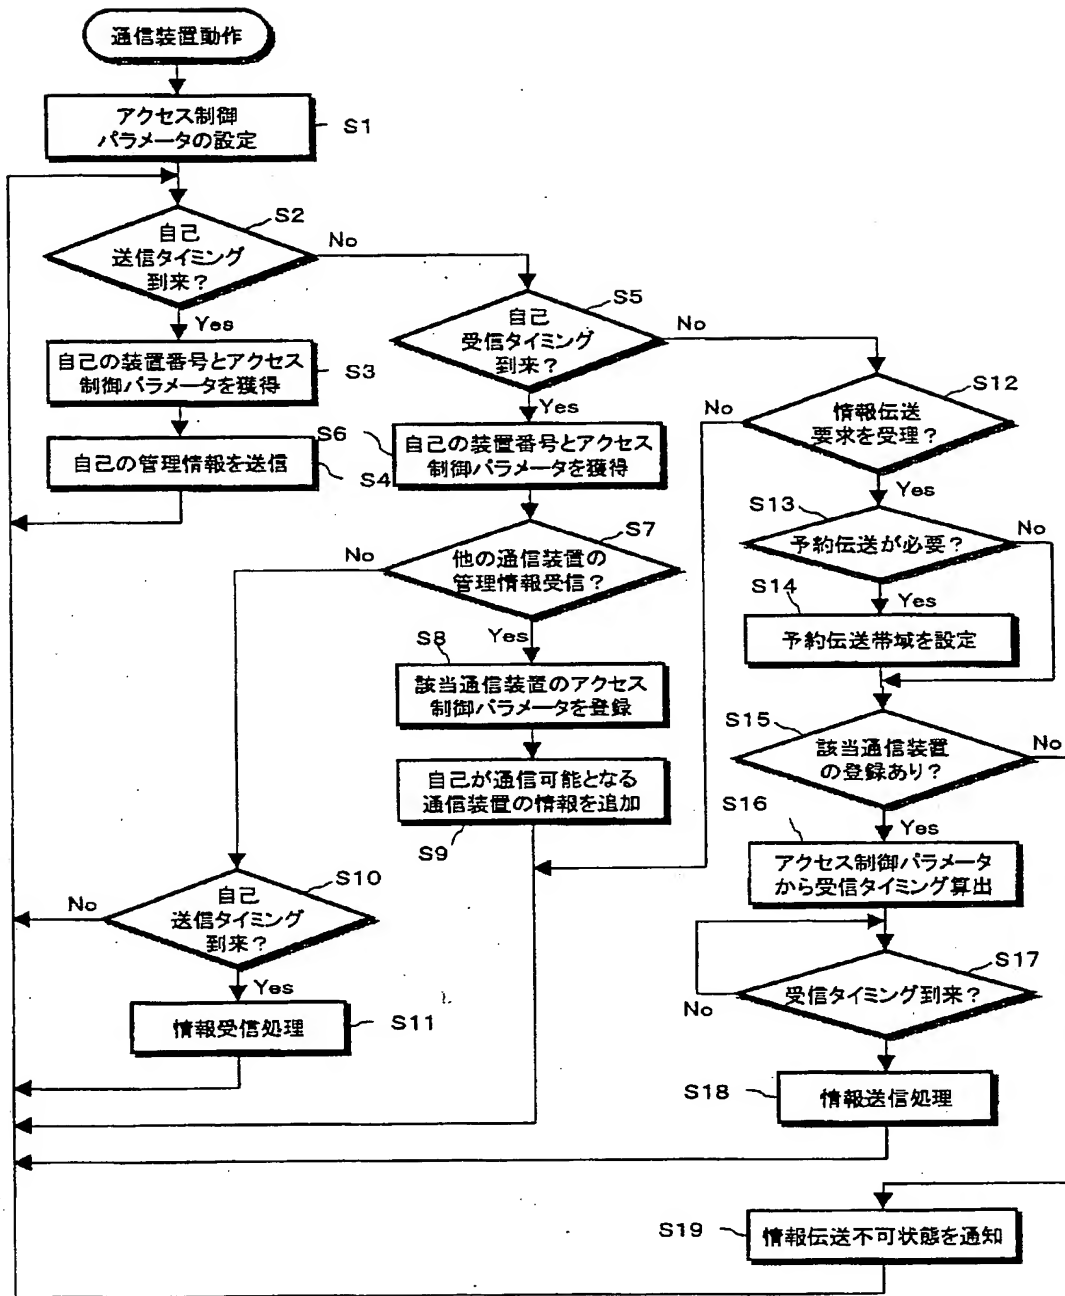 通信装置動作
アクセス制御
パラメータの設定
S1
自己
送信タイミング
到来?
S2
No
Yes
自己の装置番号とアクセス
制御パラメータを獲得
S3
自己の管理情報を送信
S4
自己
受信タイミング
到来?
S5
No
Yes
S6
自己の装置番号とアクセス
制御パラメータを獲得
他の通信装置の
管理情報受信?
S7
No
Yes
S8
該当通信装置のアクセス
制御パラメータを登録
自己が通信可能となる
通信装置の情報を追加
S9
自己
送信タイミング
到来?
S10
No
Yes
情報受信処理
S11
情報伝送
要求を受理?
S12
No
Yes
S13
予約伝送が必要?
No
Yes
S14
予約伝送帯域を設定
S15
該当通信装置
の登録あり?
No
Yes
S16
アクセス制御パラメータ
から受信タイミング算出
S17
受信タイミング到来?
No
S18
情報送信処理
S19
情報伝送不可状態を通知